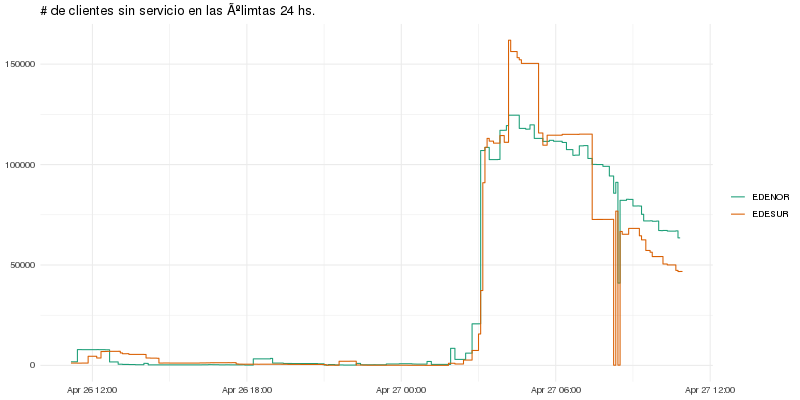 # de clientes sin servicio en las Ãºlimtas 24 hs.
150000
100000
50000
0
Apr 26 12:00
Apr 26 18:00
Apr 27 00:00
Apr 27 06:00
Apr 27 12:00
EDENOR
EDESUR